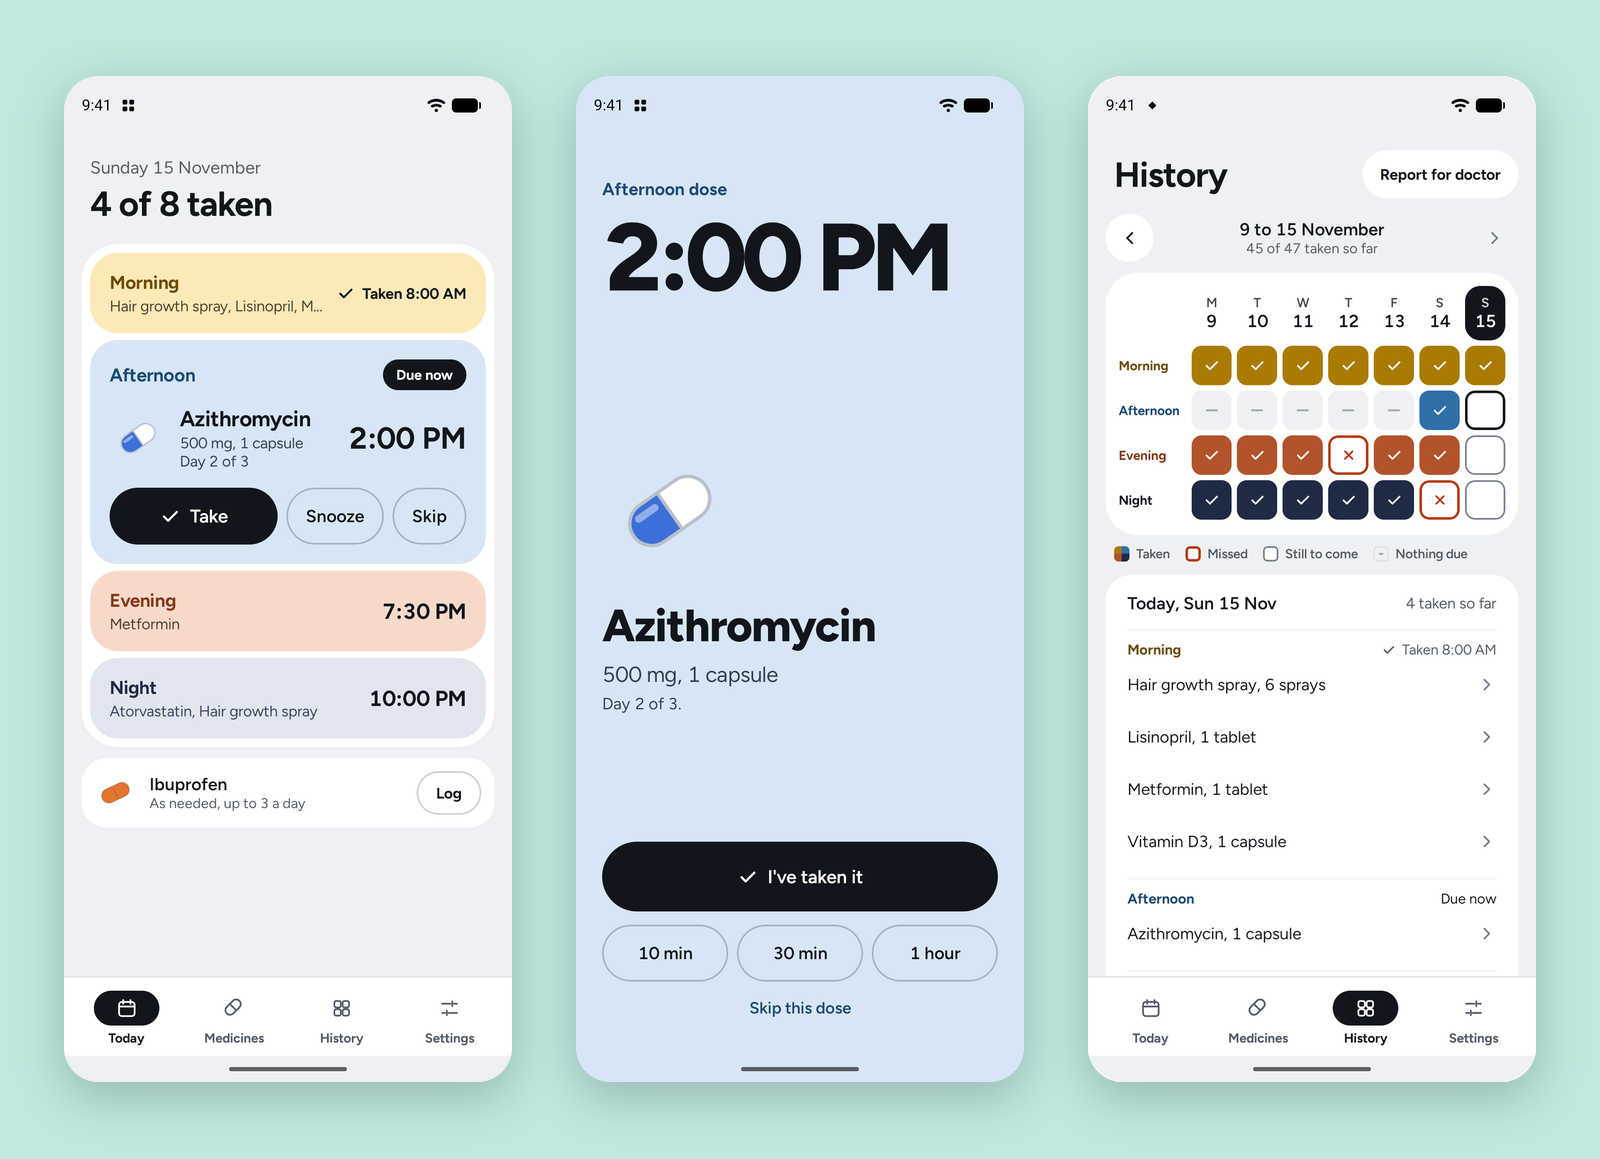 9:41
Sunday 15 November
4 of 8 taken
Morning
Hair growth spray, Lisinopril, M...
Taken 8:00 AM
Afternoon
Due now
Azithromycin
500 mg, 1 capsule
Day 2 of 3
2:00 PM
Take
Snooze
Skip
Evening
Metformin
7:30 PM
Night
Atorvastatin, Hair growth spray
10:00 PM
Ibuprofen
As needed, up to 3 a day
Log
Today
Medicines
History
Settings
9:41
Afternoon dose
2:00 PM
Azithromycin
500 mg, 1 capsule
Day 2 of 3.
I've taken it
10 min
30 min
1 hour
Skip this dose
9:41
History
Report for doctor
9 to 15 November
45 of 47 taken so far
M T W T F S S
9 10 11 12 13 14 15
Morning
Afternoon
Evening
Night
Taken
Missed
Still to come
Nothing due
Today, Sun 15 Nov
4 taken so far
Morning
Taken 8:00 AM
Hair growth spray, 6 sprays
Lisinopril, 1 tablet
Metformin, 1 tablet
Vitamin D3, 1 capsule
Afternoon
Due now
Azithromycin, 1 capsule
Today
Medicines
History
Settings